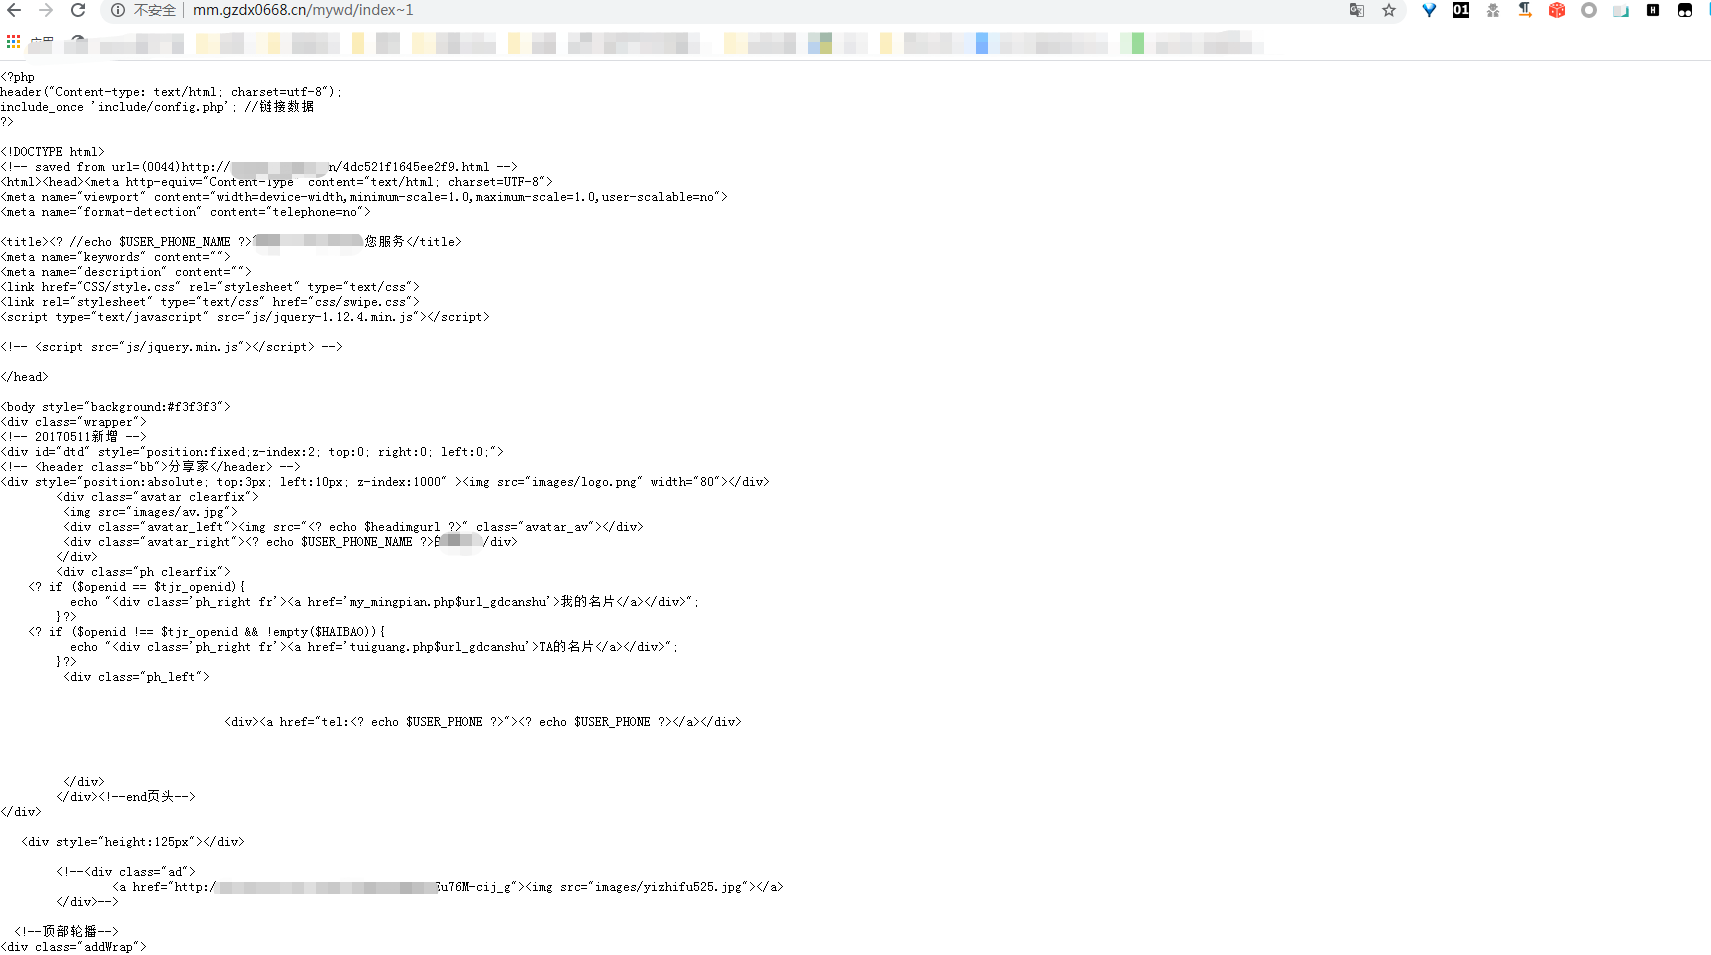 不安全 mm.gzdx0668.cn/mywd/index~1
01
<?php
header("Content-type: text/html; charset=utf-8");
include_once 'include/config.php'; //链接数据
?>
<!DOCTYPE html>
<!-- saved from url=(0044)http:// n/4dc521f1645ee2f9.html -->
<html><head><meta http-equiv="Content-Type" content="text/html; charset=UTF-8">
<meta name="viewport" content="width=device-width,minimum-scale=1.0,maximum-scale=1.0,user-scalable=no">
<meta name="format-detection" content="telephone=no">
<title><? //echo $USER_PHONE_NAME ?> 您服务</title>
<meta name="keywords" content="">
<meta name="description" content="">
<link href="CSS/style.css" rel="stylesheet" type="text/css">
<link rel="stylesheet" type="text/css" href="css/swipe.css">
<script type="text/javascript" src="js/jquery-1.12.4.min.js"></script>
<!-- <script src="js/jquery.min.js"></script> -->
</head>
<body style="background:#f3f3f3">
<div class="wrapper">
<!-- 20170511新增 -->
<div id="dtd" style="position:fixed;z-index:2; top:0; right:0; left:0;">
<!-- <header class="bb">分享家</header> -->
<div style="position:absolute; top:3px; left:10px; z-index:1000" ><img src="images/logo.png" width="80"></div>
<div class="avatar clearfix">
<img src="images/av.jpg">
<div class="avatar_left"><img src="<? echo $headimgurl ?>" class="avatar_av"></div>
<div class="avatar_right"><? echo $USER_PHONE_NAME ?> /div>
</div>
<div class="ph clearfix">
<? if ($openid == $tjr_openid){
echo "<div class='ph_right fr'><a href='my_mingpian.php$url_gdcanshu'>我的名片</a></div>";
}?>
<? if ($openid !== $tjr_openid && !empty($HAIBAO)){
echo "<div class='ph_right fr'><a href='tuiguang.php$url_gdcanshu'>TA的名片</a></div>";
}?>
<div class="ph_left">
<div><a href="tel:<? echo $USER_PHONE ?>"><? echo $USER_PHONE ?></a></div>
</div>
</div><!--end页头-->
</div>
<div style="height:125px"></div>
<!--<div class="ad">
<a href="http:/ u76M-cij_g"><img src="images/yizhifu525.jpg"></a>
</div>-->
<!--顶部轮播-->
<div class="addWrap">